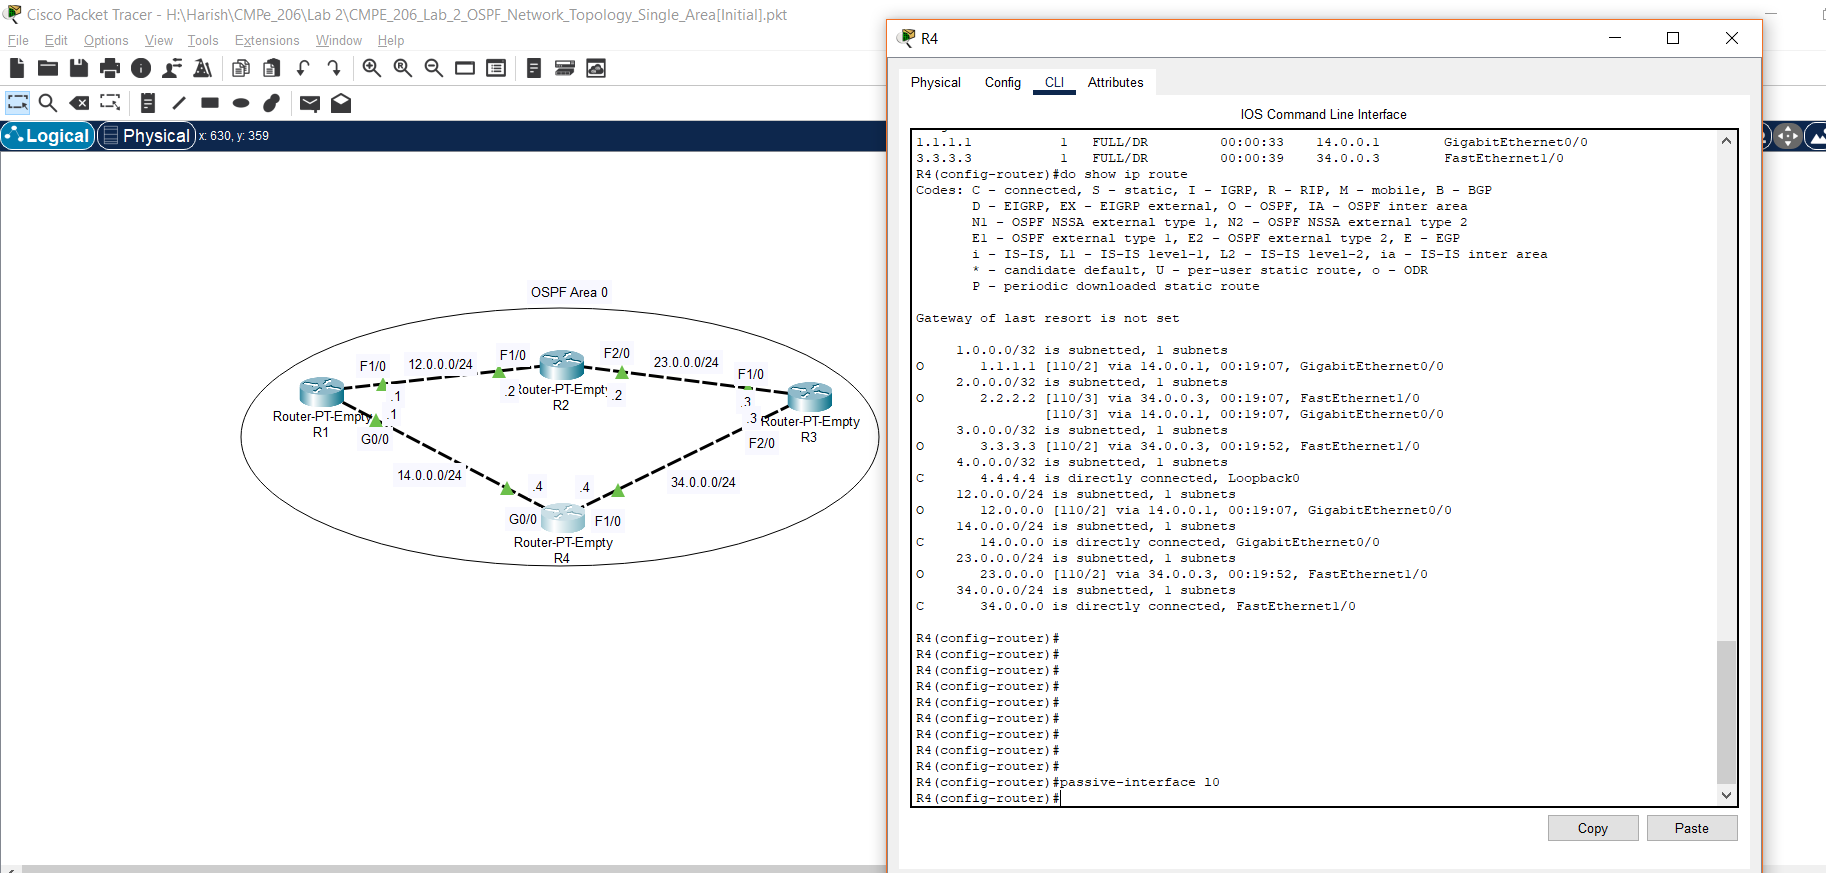 Cisco Packet Tracer - H:\Harish\CMPe_206\Lab 2\CMPE_206_Lab_2_OSPF_Network_Topology_Single_Area[Initial].pkt
File Edit Options View Tools Extensions Window Help
Logical Physical x: 630, y: 359
OSPF Area 0
F1/0 12.0.0.0/24 F1/0 F2/0 23.0.0.0/24 F1/0
.1 .2 Router-PT-Empty .2 .3
R2
Router-PT-Empty .1 .3 Router-PT-Empty
R1 R3
G0/0 F2/0
14.0.0.0/24 34.0.0.0/24
.4 .4
G0/0 F1/0
Router-PT-Empty
R4
R4
Physical Config CLI Attributes
IOS Command Line Interface
1.1.1.1 1 FULL/DR 00:00:33 14.0.0.1 GigabitEthernet0/0
3.3.3.3 1 FULL/DR 00:00:39 34.0.0.3 FastEthernet1/0
R4(config-router)#do show ip route
Codes: C - connected, S - static, I - IGRP, R - RIP, M - mobile, B - BGP
D - EIGRP, EX - EIGRP external, O - OSPF, IA - OSPF inter area
N1 - OSPF NSSA external type 1, N2 - OSPF NSSA external type 2
E1 - OSPF external type 1, E2 - OSPF external type 2, E - EGP
i - IS-IS, L1 - IS-IS level-1, L2 - IS-IS level-2, ia - IS-IS inter area
* - candidate default, U - per-user static route, o - ODR
P - periodic downloaded static route
Gateway of last resort is not set
1.0.0.0/32 is subnetted, 1 subnets
O 1.1.1.1 [110/2] via 14.0.0.1, 00:19:07, GigabitEthernet0/0
2.0.0.0/32 is subnetted, 1 subnets
O 2.2.2.2 [110/3] via 34.0.0.3, 00:19:07, FastEthernet1/0
[110/3] via 14.0.0.1, 00:19:07, GigabitEthernet0/0
3.0.0.0/32 is subnetted, 1 subnets
O 3.3.3.3 [110/2] via 34.0.0.3, 00:19:52, FastEthernet1/0
4.0.0.0/32 is subnetted, 1 subnets
C 4.4.4.4 is directly connected, Loopback0
12.0.0.0/24 is subnetted, 1 subnets
O 12.0.0.0 [110/2] via 14.0.0.1, 00:19:07, GigabitEthernet0/0
14.0.0.0/24 is subnetted, 1 subnets
C 14.0.0.0 is directly connected, GigabitEthernet0/0
23.0.0.0/24 is subnetted, 1 subnets
O 23.0.0.0 [110/2] via 34.0.0.3, 00:19:52, FastEthernet1/0
34.0.0.0/24 is subnetted, 1 subnets
C 34.0.0.0 is directly connected, FastEthernet1/0
R4(config-router)#
R4(config-router)#
R4(config-router)#
R4(config-router)#
R4(config-router)#
R4(config-router)#
R4(config-router)#
R4(config-router)#
R4(config-router)#
R4(config-router)#passive-interface l0
R4(config-router)#
Copy Paste